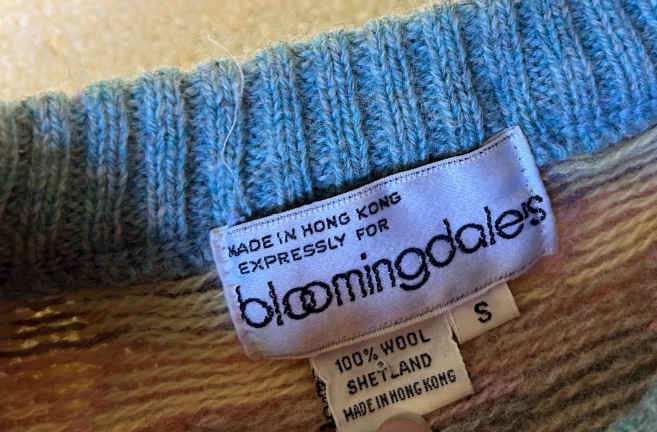 MADE IN HONG KONG
EXPRESSLY FOR
bloomingdale's
S
100% WOOL
SHETLAND
MADE IN HONG KONG